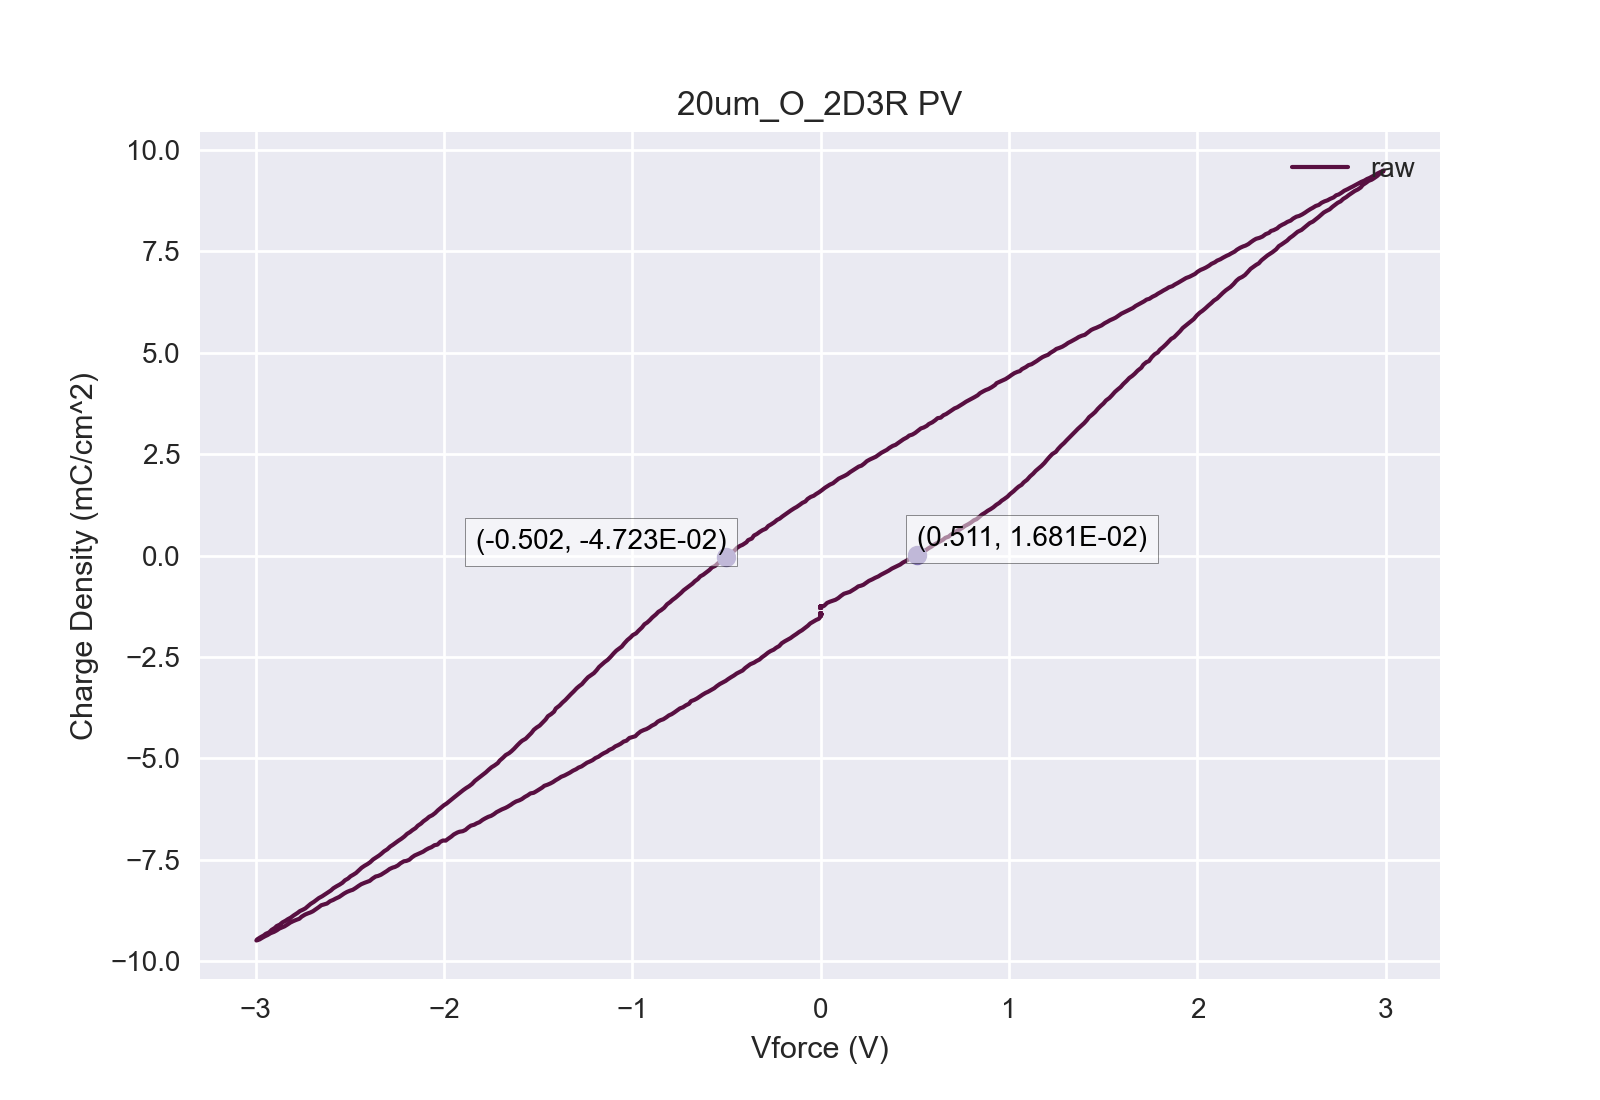 20um_O_2D3R PV
raw
10.0
7.5
5.0
2.5
0.0
−2.5
−5.0
−7.5
−10.0
Charge Density (mC/cm^2)
(-0.502, -4.723E-02)
(0.511, 1.681E-02)
−3
−2
−1
0
1
2
3
Vforce (V)